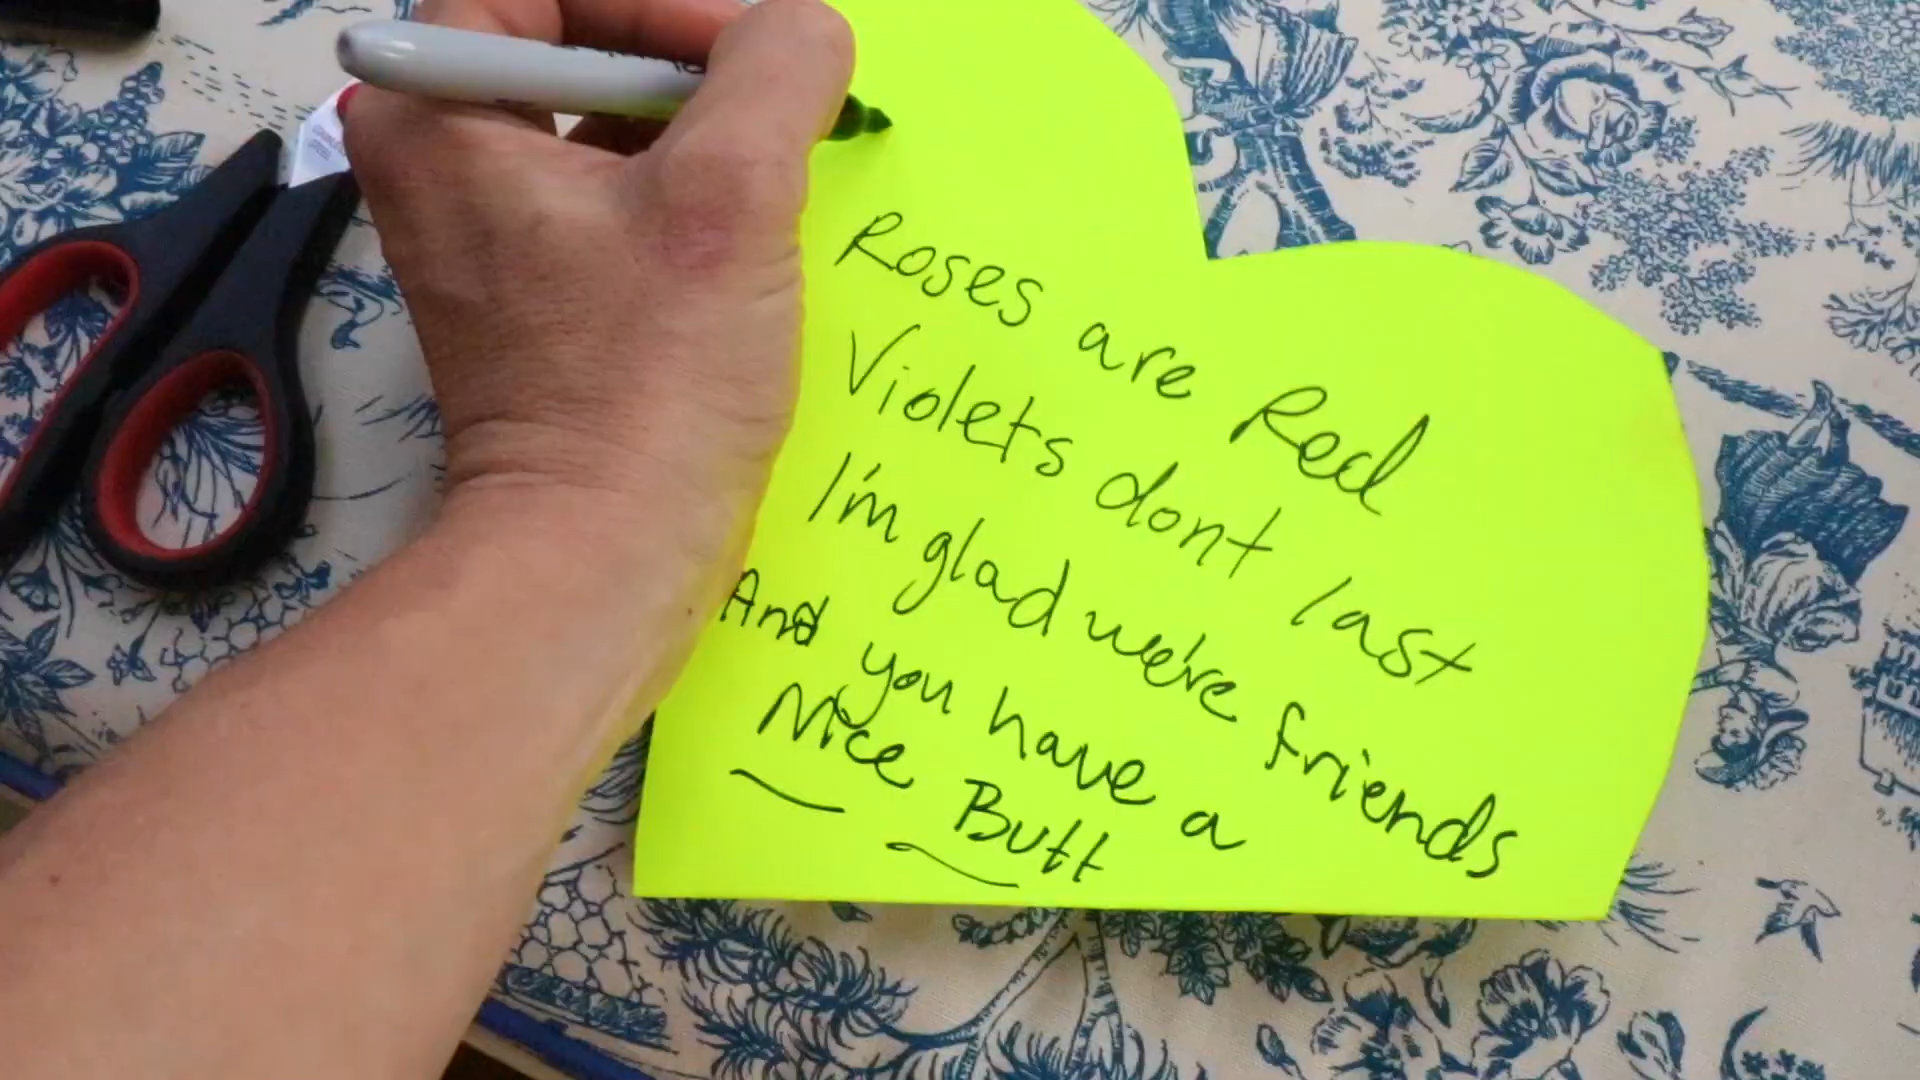 Roses are Red
Violets dont last
I'm glad we're friends
And you have a
Nice Butt